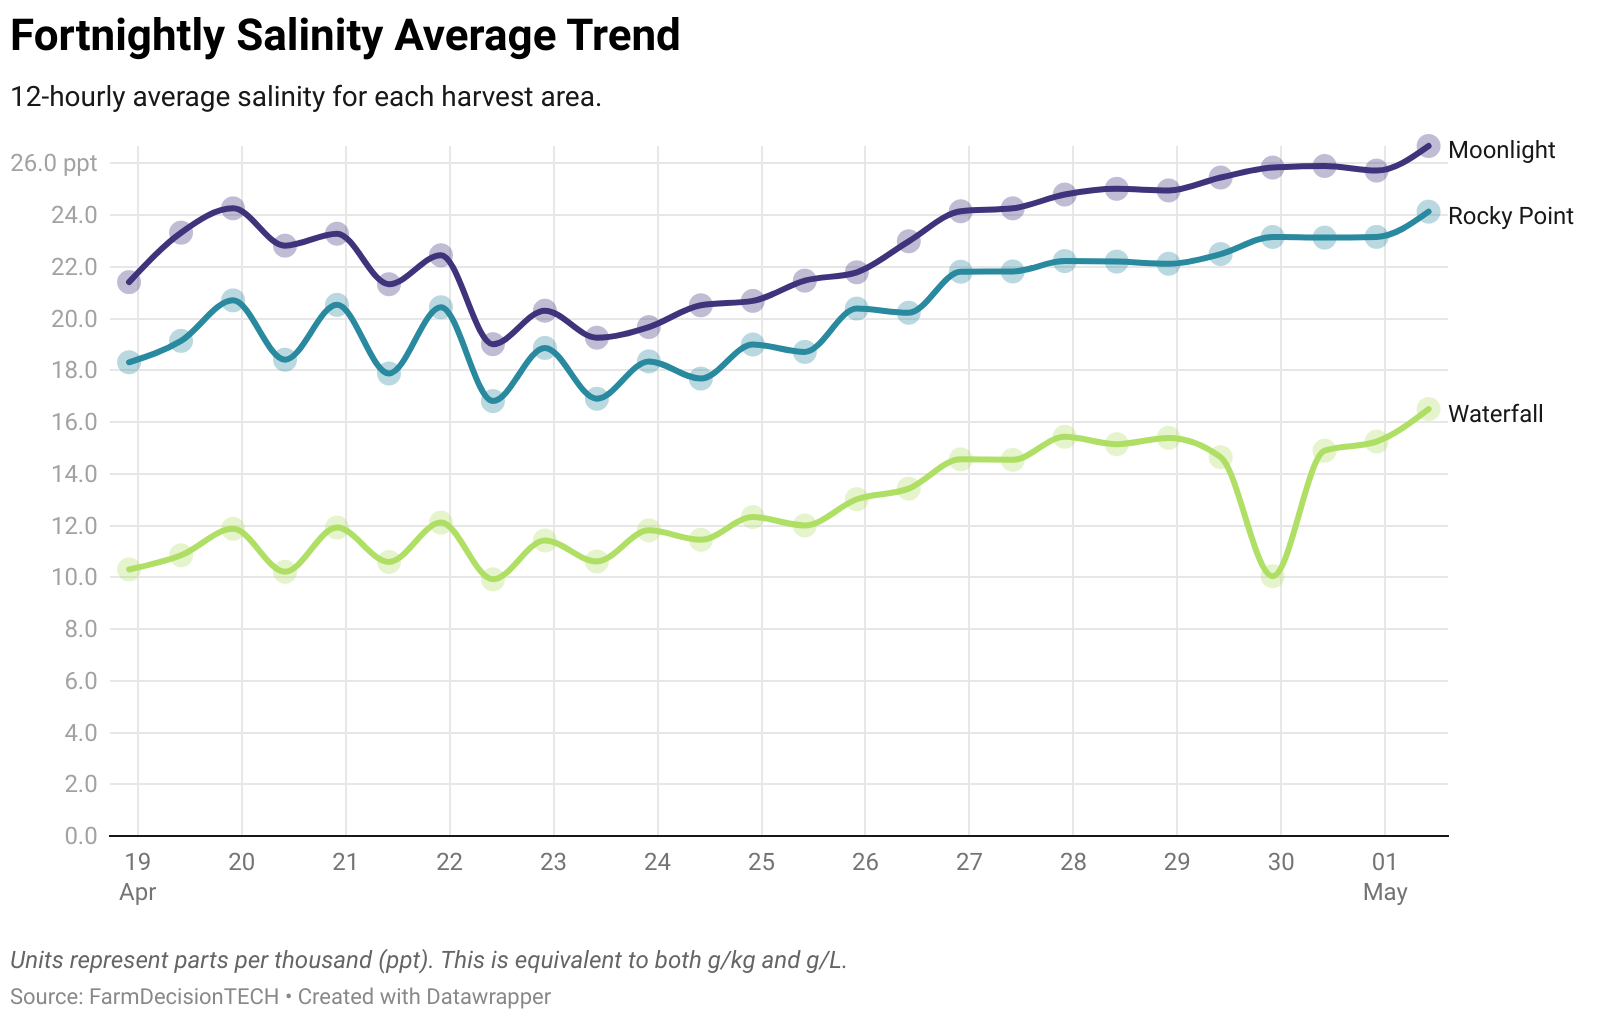 Fortnightly Salinity Average Trend
12-hourly average salinity for each harvest area.
26.0 ppt
24.0
22.0
20.0
18.0
16.0
14.0
12.0
10.0
8.0
6.0
4.0
2.0
0.0
Moonlight
Rocky Point
Waterfall
19 20 21 22 23 24 25 26 27 28 29 30 01
Apr May
Units represent parts per thousand (ppt). This is equivalent to both g/kg and g/L.
Source: FarmDecisionTECH • Created with Datawrapper